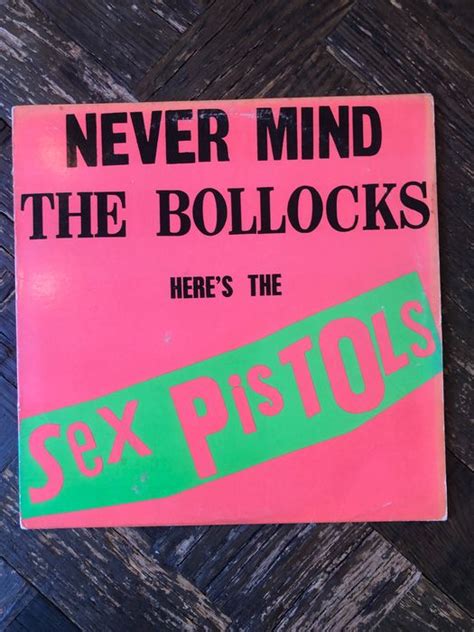 NEVER MIND
THE BOLLOCKS
HERE'S THE
Sex PisTOLs